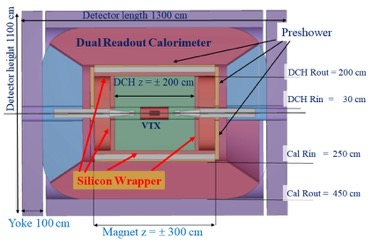 Detector length 1300 cm
Detector height 1100 cm
Dual Readout Calorimeter
Preshower
DCH z = ± 200 cm
DCH Rout = 200 cm
VTX
DCH Rin = 30 cm
Silicon Wrapper
Cal Rin = 250 cm
Cal Rout = 450 cm
Yoke 100 cm
Magnet z = ± 300 cm